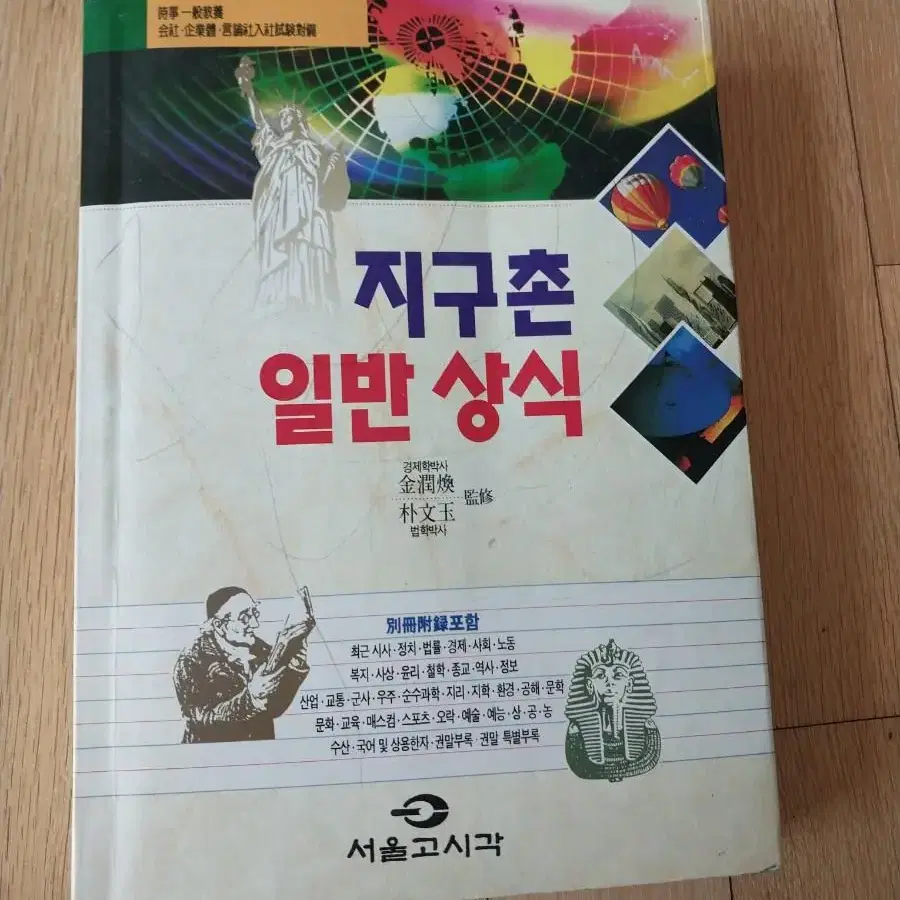 時事 一般敎養
会社·企業體·言論社入社試驗對備
지구촌
일반 상식
경제학박사
金潤煥
監修
朴文玉
법학박사
別冊附録포함
최근 시사·정치·법률·경제·사회·노동
복지·사상·윤리·철학·종교·역사·정보
산업·교통·군사·우주·순수과학·지리·지학·환경·공해·문학
문화·교육·매스컴·스포츠·오락·예술·예능·상·공·농
수산·국어 및 상용한자·권말부록·권말 특별부록
서울고시각